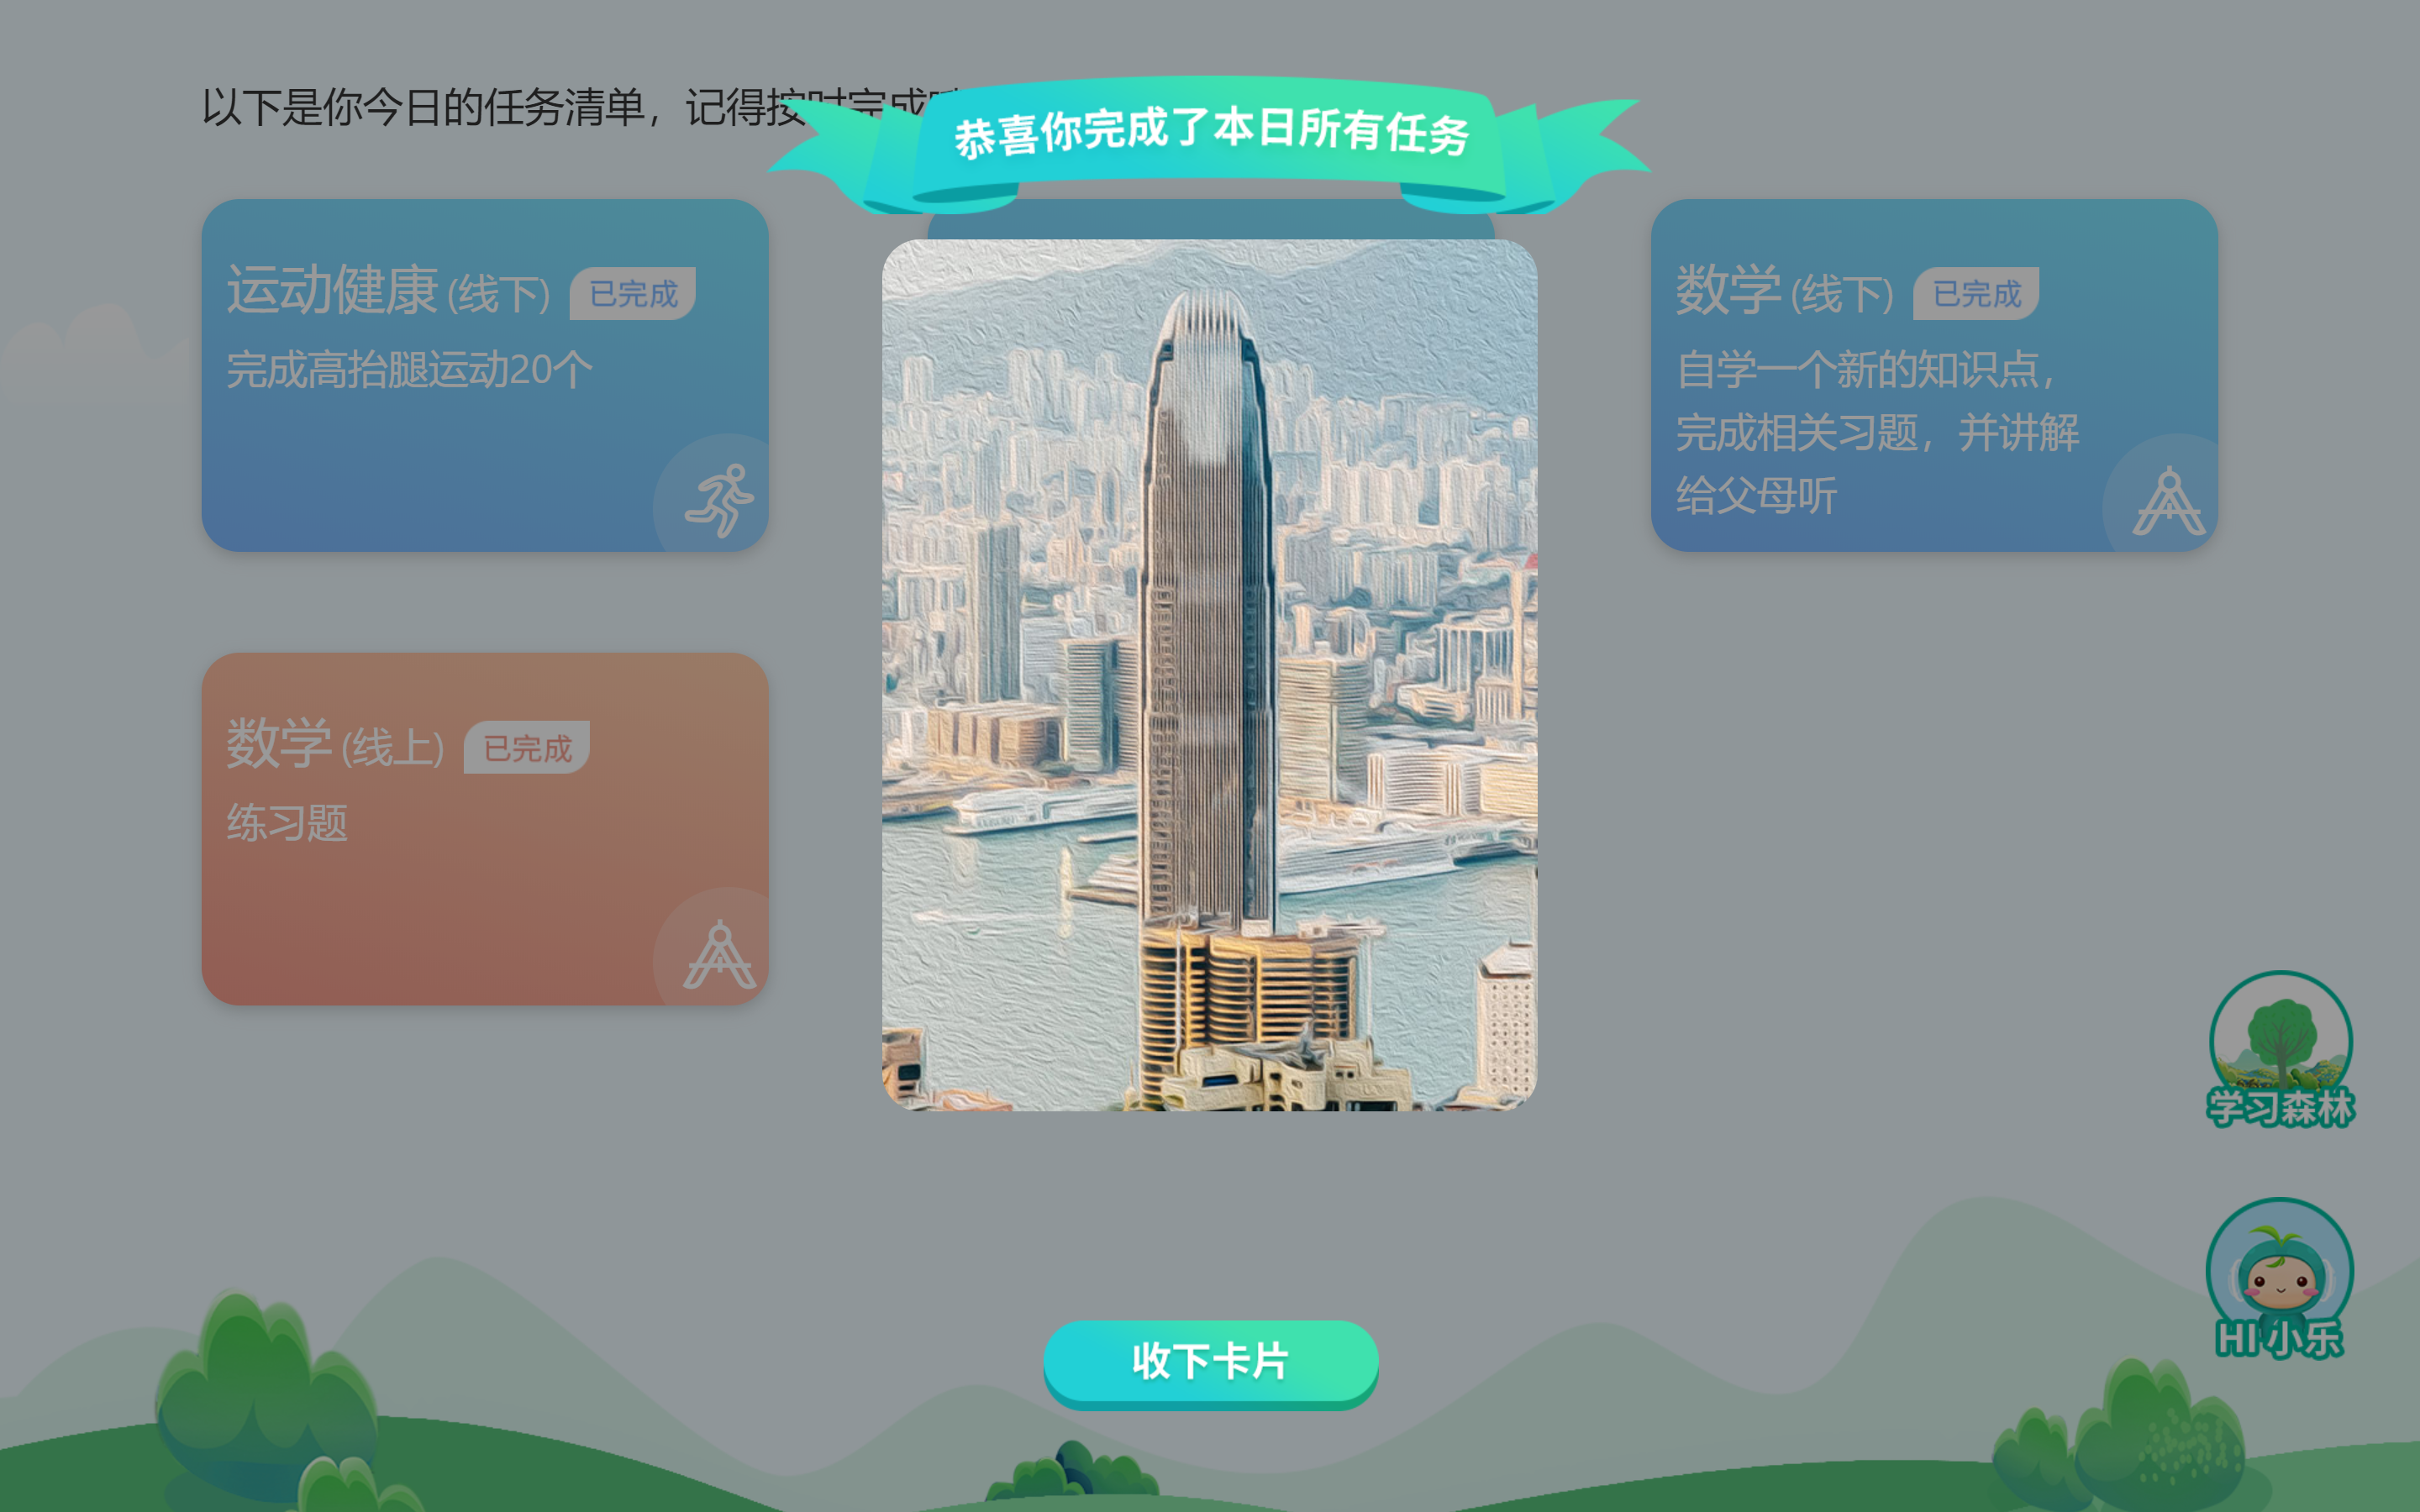 以下是你今日的任务清单，记得按时完成
恭喜你完成了本日所有任务
运动健康 (线下) 已完成
完成高抬腿运动20个
数学 (线下) 已完成
自学一个新的知识点，
完成相关习题，并讲解
给父母听
数学 (线上) 已完成
练习题
学习森林
HI 小乐
收下卡片